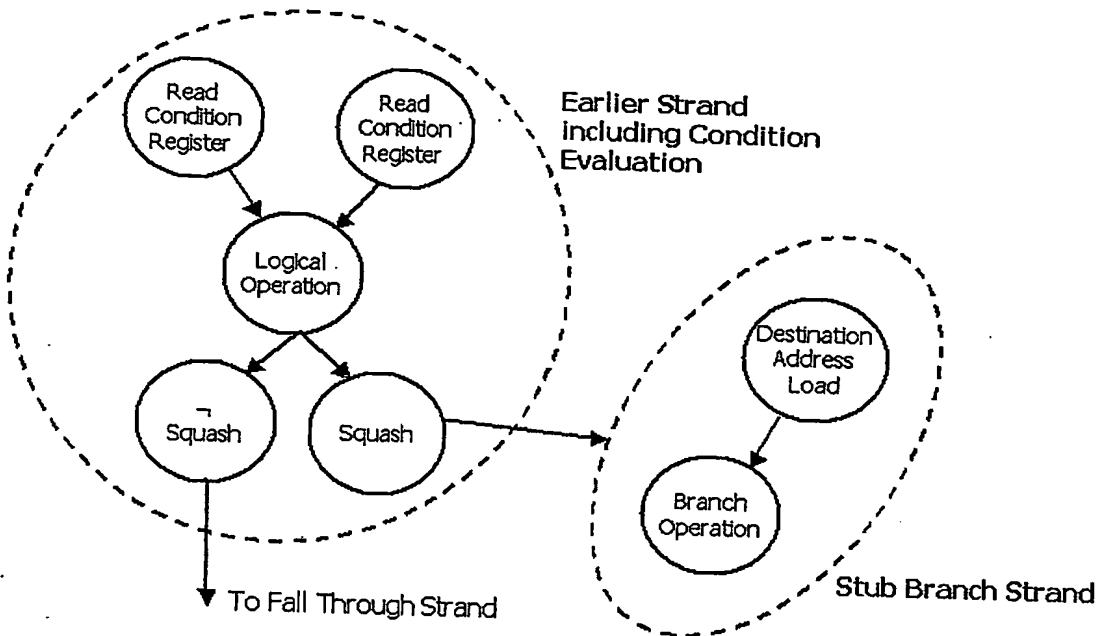 Read
Condition
Register
Read
Condition
Register
Earlier Strand
including Condition
Evaluation
Logical
Operation
Destination
Address
Load
¬
Squash
Squash
Branch
Operation
Stub Branch Strand
To Fall Through Strand